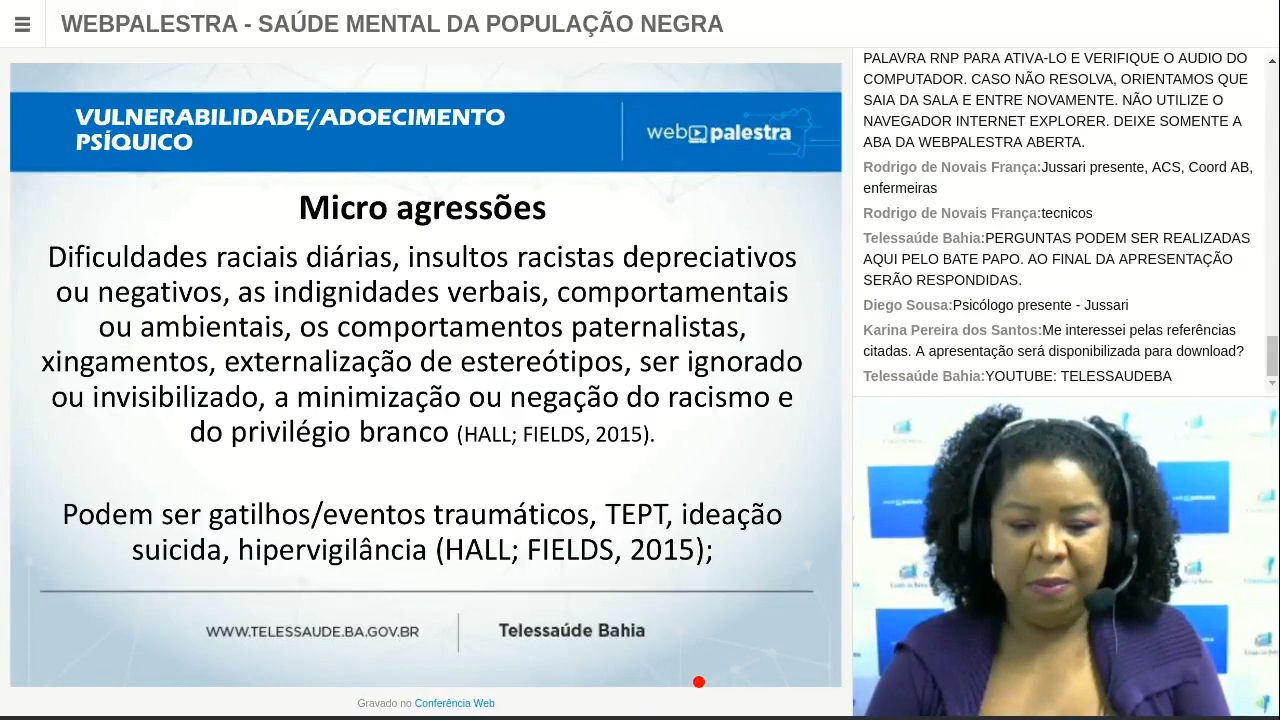 WEBPALESTRA - SAÚDE MENTAL DA POPULAÇÃO NEGRA
VULNERABILIDADE/ADOECIMENTO
PSÍQUICO
web palestra
Micro agressões
Dificuldades raciais diárias, insultos racistas depreciativos
ou negativos, as indignidades verbais, comportamentais
ou ambientais, os comportamentos paternalistas,
xingamentos, externalização de estereótipos, ser ignorado
ou invisibilizado, a minimização ou negação do racismo e
do privilégio branco (HALL; FIELDS, 2015).
Podem ser gatilhos/eventos traumáticos, TEPT, ideação
suicida, hipervigilância (HALL; FIELDS, 2015);
WWW.TELESSAUDE.BA.GOV.BR
Telessaúde Bahia
Gravado no Conferência Web
PALAVRA RNP PARA ATIVA-LO E VERIFIQUE O AUDIO DO
COMPUTADOR. CASO NÃO RESOLVA, ORIENTAMOS QUE
SAIA DA SALA E ENTRE NOVAMENTE. NÃO UTILIZE O
NAVEGADOR INTERNET EXPLORER. DEIXE SOMENTE A
ABA DA WEBPALESTRA ABERTA.
Rodrigo de Novais França:Jussari presente, ACS, Coord AB,
enfermeiras
Rodrigo de Novais França:tecnicos
Telessaúde Bahia:PERGUNTAS PODEM SER REALIZADAS
AQUI PELO BATE PAPO. AO FINAL DA APRESENTAÇÃO
SERÃO RESPONDIDAS.
Diego Sousa:Psicólogo presente - Jussari
Karina Pereira dos Santos:Me interessei pelas referências
citadas. A apresentação será disponibilizada para download?
Telessaúde Bahia:YOUTUBE: TELESSAUDEBA